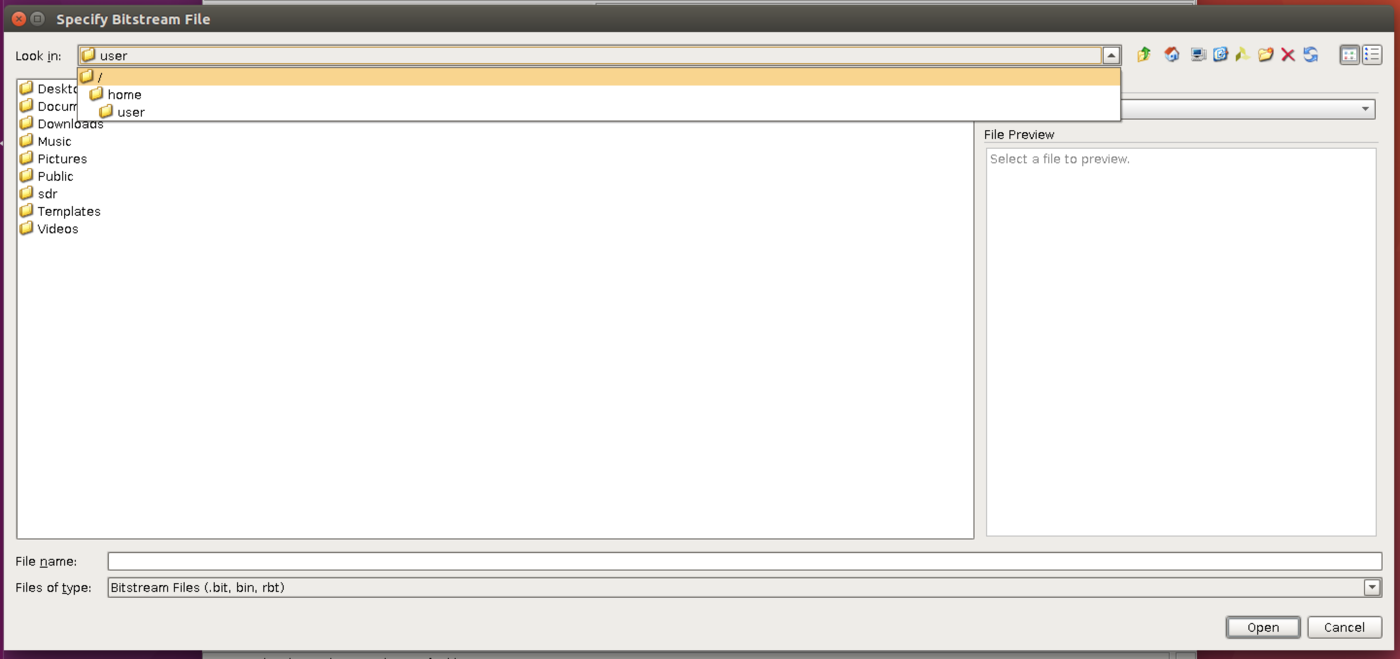 Specify Bitstream File
Look in: user
/
home
user
Deskto
Docum
Downloads
Music
Pictures
Public
sdr
Templates
Videos
File Preview
Select a file to preview.
File name:
Files of type: Bitstream Files (.bit, bin, rbt)
Open Cancel